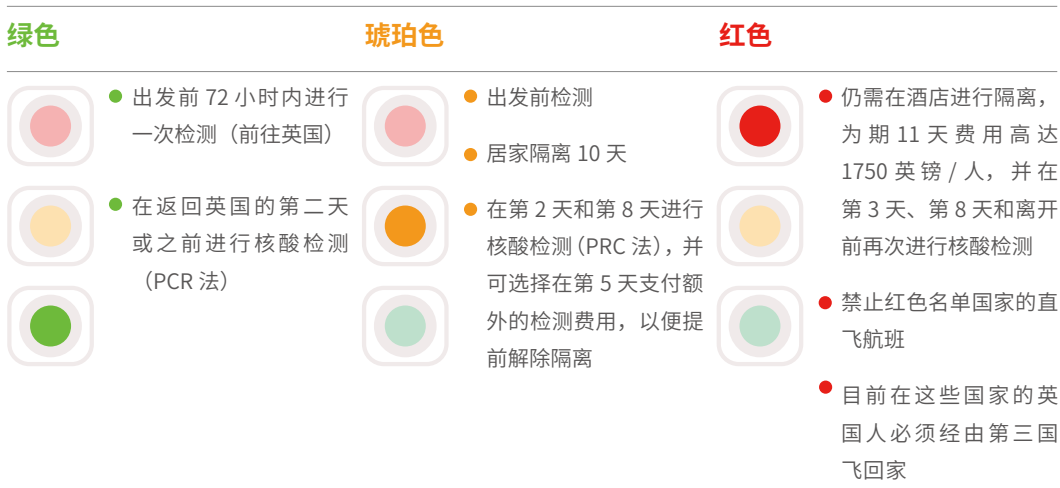 绿色
出发前 72 小时内进行
一次检测（前往英国）
在返回英国的第二天
或之前进行核酸检测
（PCR 法）
琥珀色
出发前检测
居家隔离 10 天
在第 2 天和第 8 天进行
核酸检测（PRC 法），并
可选择在第 5 天支付额
外的检测费用，以便提
前解除隔离
红色
仍需在酒店进行隔离，
为期 11 天费用高达
1750 英镑 / 人，并在
第 3 天、第 8 天和离开
前再次进行核酸检测
禁止红色名单国家的直
飞航班
目前在这些国家的英
国人必须经由第三国
飞回家